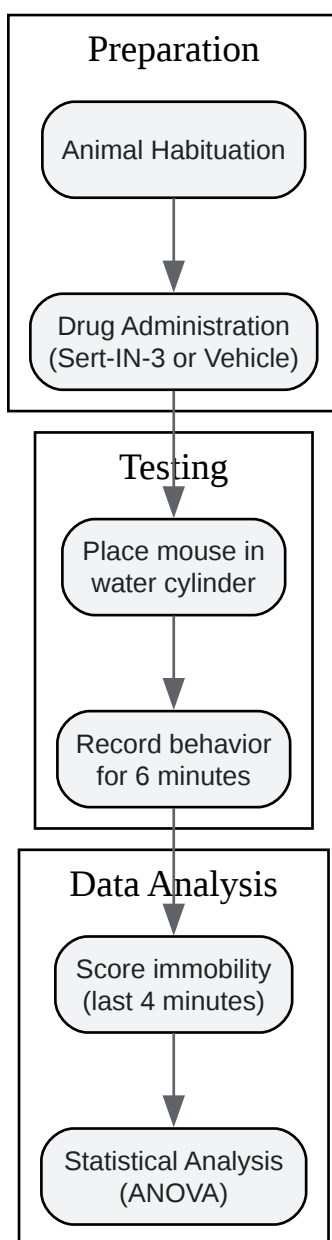 Preparation
Animal Habituation
Drug Administration
(Sert-IN-3 or Vehicle)
Testing
Place mouse in
water cylinder
Record behavior
for 6 minutes
Data Analysis
Score immobility
(last 4 minutes)
Statistical Analysis
(ANOVA)